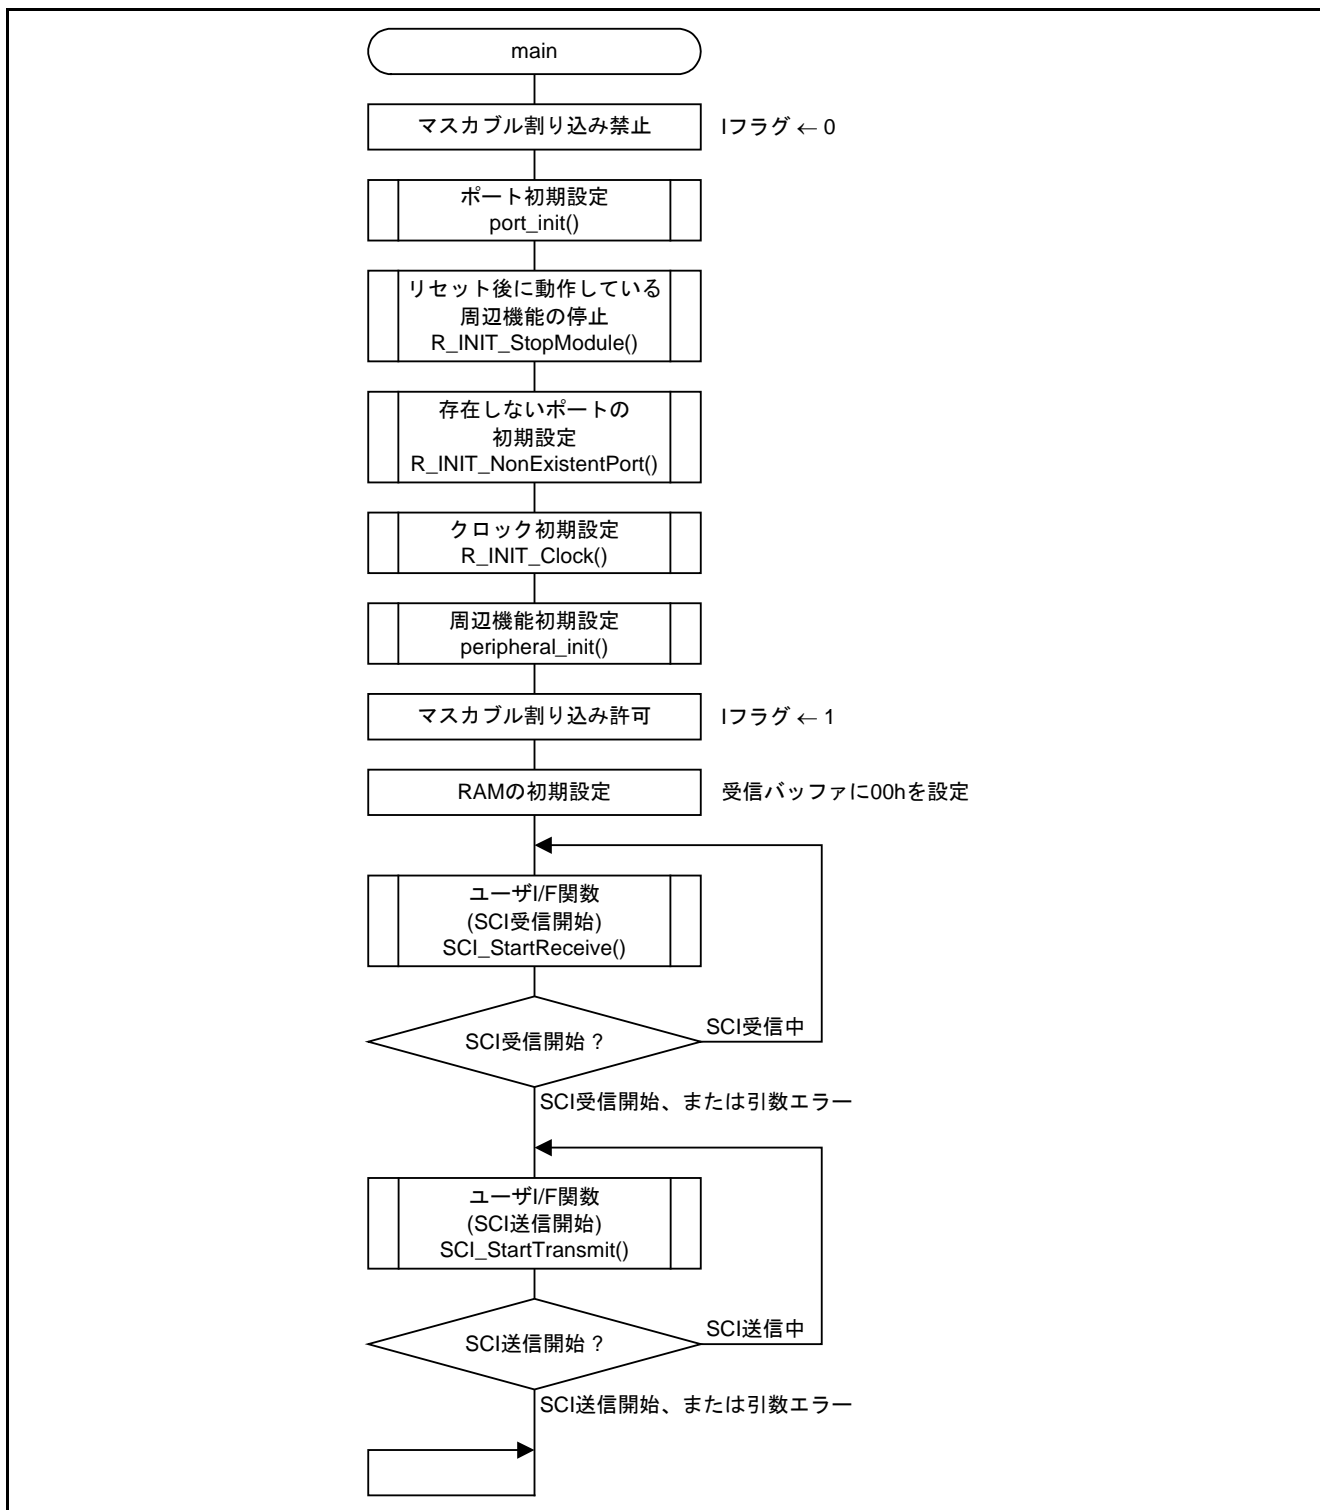 main
マスカブル割り込み禁止
Iフラグ ← 0
ポート初期設定
port_init()
リセット後に動作している
周辺機能の停止
R_INIT_StopModule()
存在しないポートの
初期設定
R_INIT_NonExistentPort()
クロック初期設定
R_INIT_Clock()
周辺機能初期設定
peripheral_init()
マスカブル割り込み許可
Iフラグ ← 1
RAMの初期設定
受信バッファに00hを設定
ユーザI/F関数
(SCI受信開始)
SCI_StartReceive()
SCI受信開始 ?
SCI受信中
SCI受信開始、または引数エラー
ユーザI/F関数
(SCI送信開始)
SCI_StartTransmit()
SCI送信開始 ?
SCI送信中
SCI送信開始、または引数エラー